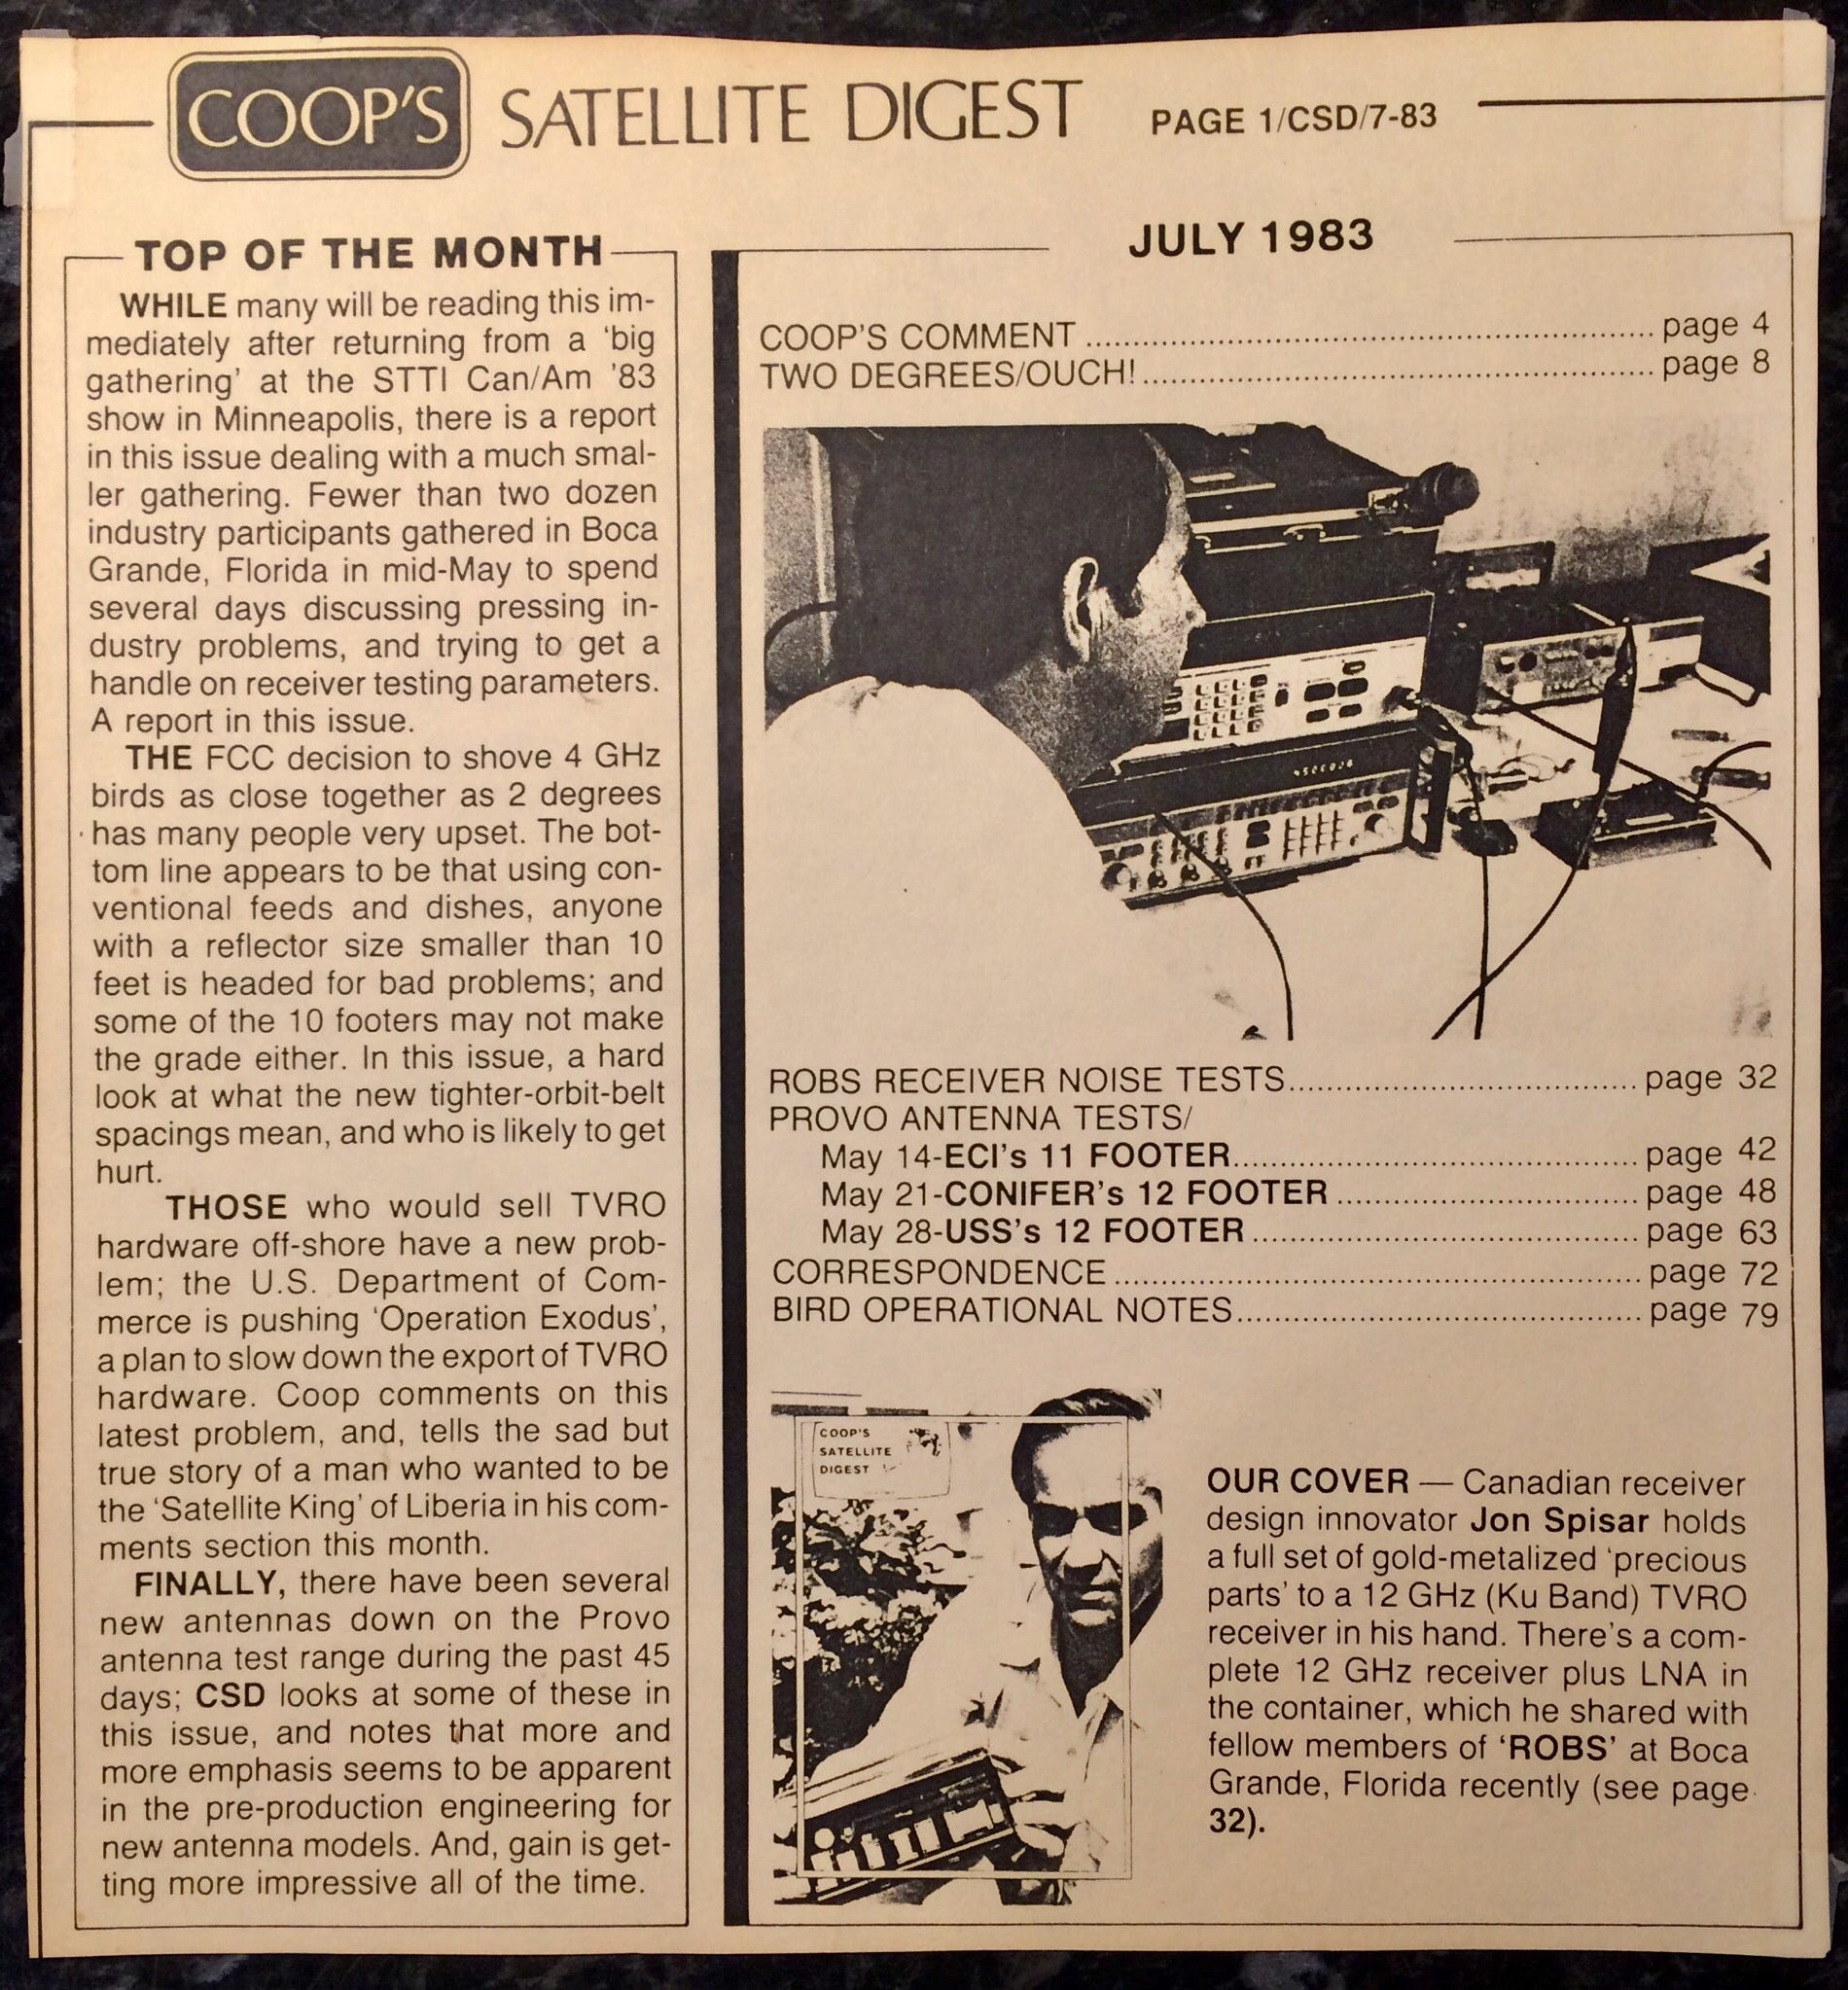 COOP'S SATELLITE DIGEST PAGE 1/CSD/7-83
TOP OF THE MONTH
WHILE many will be reading this im-
mediately after returning from a 'big
gathering' at the STTI Can/Am '83
show in Minneapolis, there is a report
in this issue dealing with a much smal-
ler gathering. Fewer than two dozen
industry participants gathered in Boca
Grande, Florida in mid-May to spend
several days discussing pressing in-
dustry problems, and trying to get a
handle on receiver testing parameters.
A report in this issue.
THE FCC decision to shove 4 GHz
birds as close together as 2 degrees
has many people very upset. The bot-
tom line appears to be that using con-
ventional feeds and dishes, anyone
with a reflector size smaller than 10
feet is headed for bad problems; and
some of the 10 footers may not make
the grade either. In this issue, a hard
look at what the new tighter-orbit-belt
spacings mean, and who is likely to get
hurt.
THOSE who would sell TVRO
hardware off-shore have a new prob-
lem; the U.S. Department of Com-
merce is pushing 'Operation Exodus',
a plan to slow down the export of TVRO
hardware. Coop comments on this
latest problem, and, tells the sad but
true story of a man who wanted to be
the 'Satellite King' of Liberia in his com-
ments section this month.
FINALLY, there have been several
new antennas down on the Provo
antenna test range during the past 45
days; CSD looks at some of these in
this issue, and notes that more and
more emphasis seems to be apparent
in the pre-production engineering for
new antenna models. And, gain is get-
ting more impressive all of the time.
JULY 1983
COOP'S COMMENT ........ page 4
TWO DEGREES/OUCH! ........ page 8
ROBS RECEIVER NOISE TESTS ........ page 32
PROVO ANTENNA TESTS/
May 14-ECI's 11 FOOTER ........ page 42
May 21-CONIFER's 12 FOOTER ........ page 48
May 28-USS's 12 FOOTER ........ page 63
CORRESPONDENCE ........ page 72
BIRD OPERATIONAL NOTES ........ page 79
COOP'S
SATELLITE
DIGEST
OUR COVER — Canadian receiver
design innovator Jon Spisar holds
a full set of gold-metalized 'precious
parts' to a 12 GHz (Ku Band) TVRO
receiver in his hand. There's a com-
plete 12 GHz receiver plus LNA in
the container, which he shared with
fellow members of 'ROBS' at Boca
Grande, Florida recently (see page
32).